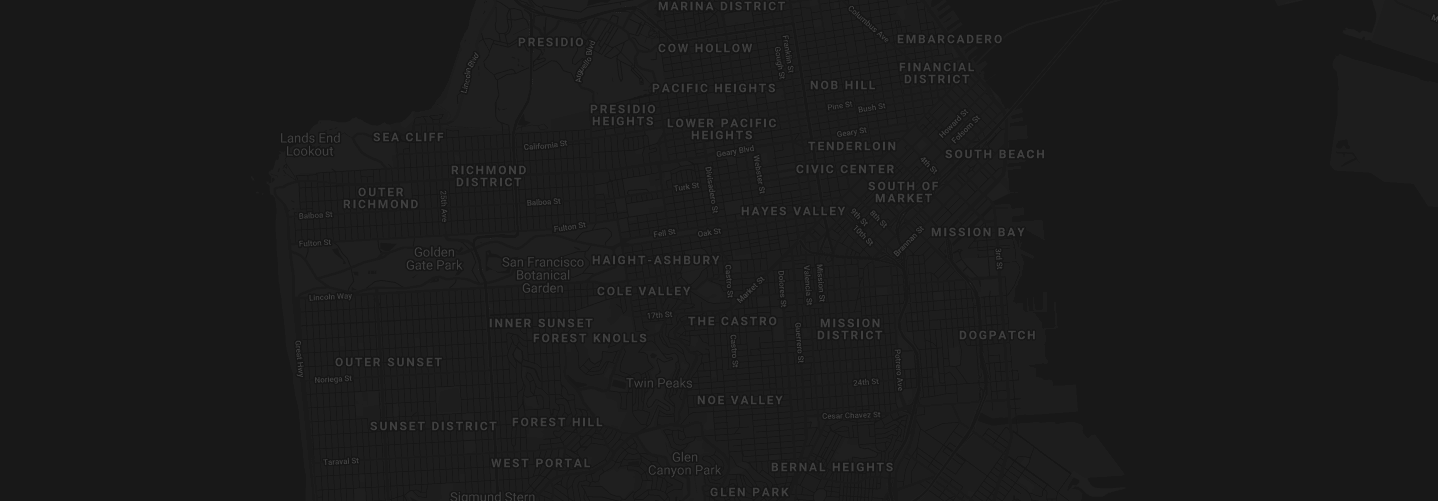 MARINA DISTRICT
Columbus Ave
EMBARCADERO
PRESIDIO
COW HOLLOW
Franklin St
Gough St
Lincoln Blvd
FINANCIAL
DISTRICT
PACIFIC HEIGHTS
NOB HILL
PRESIDIO
HEIGHTS
Pine St
Bush St
LOWER PACIFIC
HEIGHTS
Howard St
Folsom St
Lands End
Lookout
SEA CLIFF
California St
Geary St
TENDERLOIN
Geary Blvd
SOUTH BEACH
4th St
RICHMOND
DISTRICT
Webster St
CIVIC CENTER
OUTER
RICHMOND
25th Ave
Turk St
Divisadero St
SOUTH OF
MARKET
Balboa St
Balboa St
HAYES VALLEY
9th St
8th St
10th St
Fulton St
Fulton St
Fell St
Oak St
Brannan St
MISSION BAY
3rd St
Golden
Gate Park
San Francisco
Botanical
Garden
HAIGHT-ASHBURY
Castro St
Market St
Dolores St
Valencia St
Mission St
COLE VALLEY
Lincoln Way
17th St
INNER SUNSET
FOREST KNOLLS
THE CASTRO
MISSION
DISTRICT
DOGPATCH
Castro St
Guerrero St
Great Hwy
OUTER SUNSET
Potrero Ave
Noriega St
Twin Peaks
24th St
NOE VALLEY
Cesar Chavez St
SUNSET DISTRICT
FOREST HILL
Taraval St
WEST PORTAL
Glen
Canyon Park
BERNAL HEIGHTS
GLEN PARK
Sigmund Stern